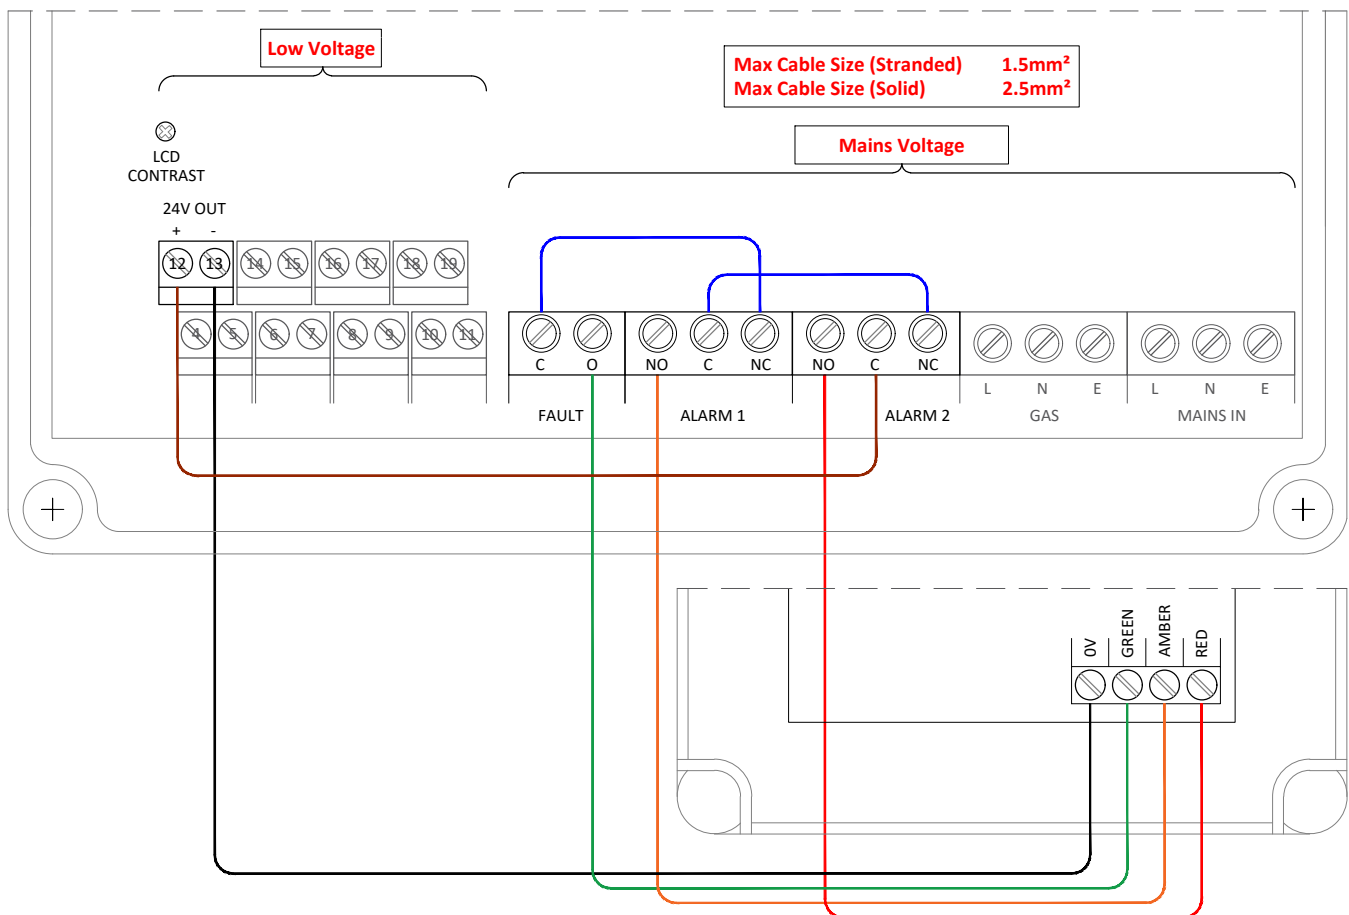 Low Voltage
Max Cable Size (Stranded) 1.5mm²
Max Cable Size (Solid) 2.5mm²
Mains Voltage
LCD
CONTRAST
24V OUT
+ -
12 13 14 15 16 17 18 19
4 5 6 7 8 9 10 11
C O NO C NC NO C NC
L N E L N E
FAULT ALARM 1 ALARM 2 GAS MAINS IN
0V GREEN AMBER RED